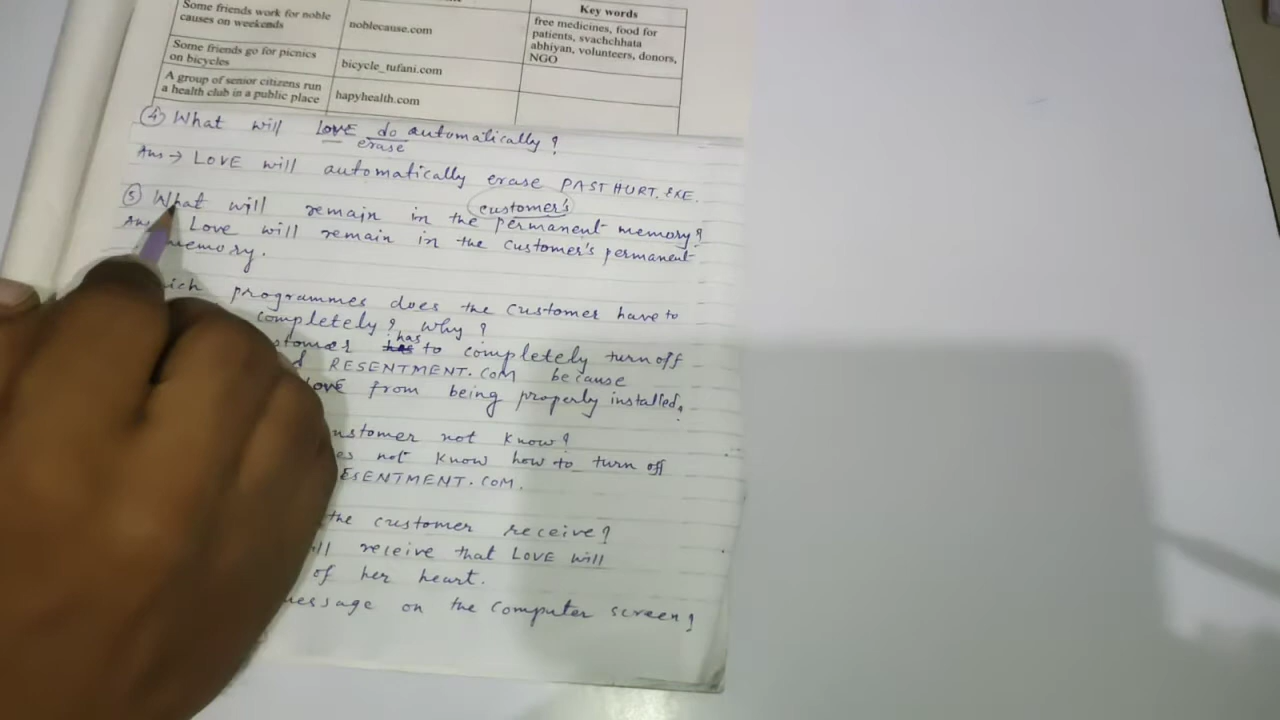 Key words
Some friends work for noble causes on weekends
noblecause.com
free medicines, food for patients, svachchhata abhiyan, volunteers, donors, NGO
Some friends go for picnics on bicycles
bicycle_tufani.com
A group of senior citizens run a health club in a public place
hapyhealth.com
④ What will LOVE do automatically?
erase
Ans → LOVE will automatically erase PASTHURT.EXE.
customer's
⑤ What will remain in the permanent memory?
Ans Love will remain in the customer's permanent
memory.
programmes does the customer have to
completely? Why?
has
to completely turn off
RESENTMENT.COM because
LOVE from being properly installed.
customer not know?
not know how to turn off
RESENTMENT.COM.
the customer receive?
receive that LOVE will
of her heart.
message on the computer screen?